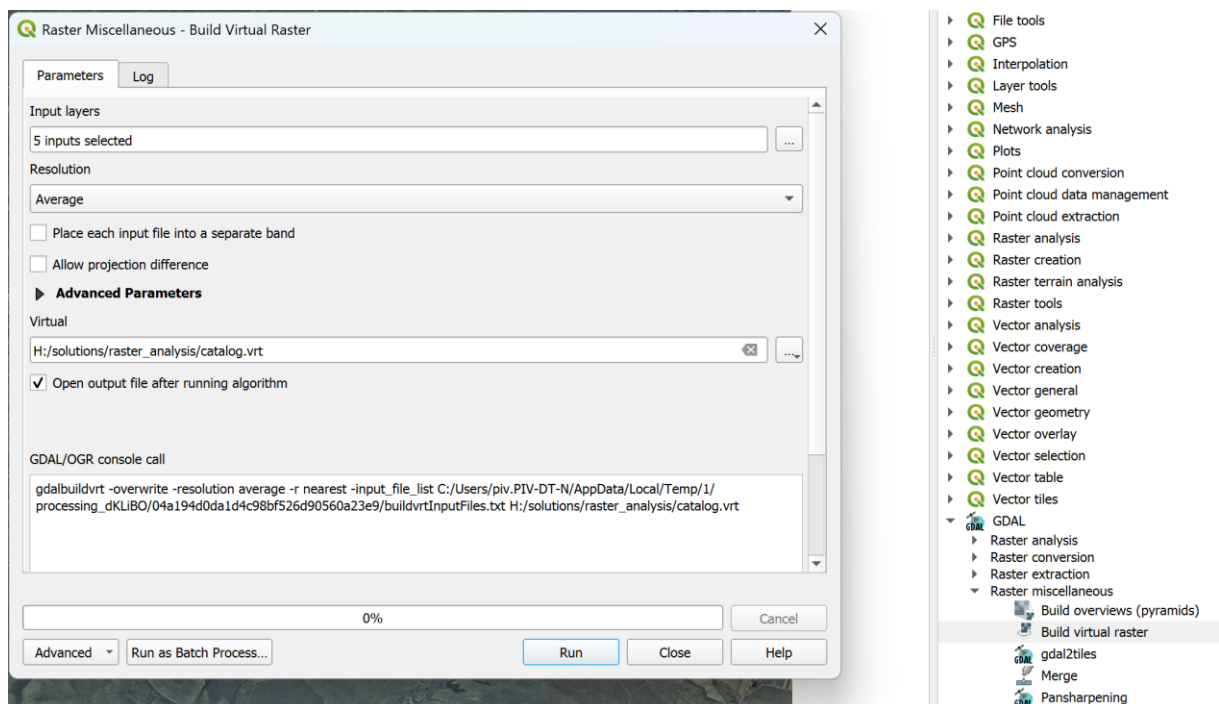 Raster Miscellaneous - Build Virtual Raster
Parameters
Log
Input layers
5 inputs selected
...
Resolution
Average
Place each input file into a separate band
Allow projection difference
Advanced Parameters
Virtual
H:/solutions/raster_analysis/catalog.vrt
...
Open output file after running algorithm
GDAL/OGR console call
gdalbuildvrt -overwrite -resolution average -r nearest -input_file_list C:/Users/piv.PIV-DT-N/AppData/Local/Temp/1/
processing_dKLiBO/04a194d0da1d4c98bf526d90560a23e9/buildvrtInputFiles.txt H:/solutions/raster_analysis/catalog.vrt
0%
Cancel
Advanced
Run as Batch Process...
Run
Close
Help
File tools
GPS
Interpolation
Layer tools
Mesh
Network analysis
Plots
Point cloud conversion
Point cloud data management
Point cloud extraction
Raster analysis
Raster creation
Raster terrain analysis
Raster tools
Vector analysis
Vector coverage
Vector creation
Vector general
Vector geometry
Vector overlay
Vector selection
Vector table
Vector tiles
GDAL
GDAL
Raster analysis
Raster conversion
Raster extraction
Raster miscellaneous
Build overviews (pyramids)
Build virtual raster
GDAL
gdal2tiles
Merge
GDAL
Pansharpening